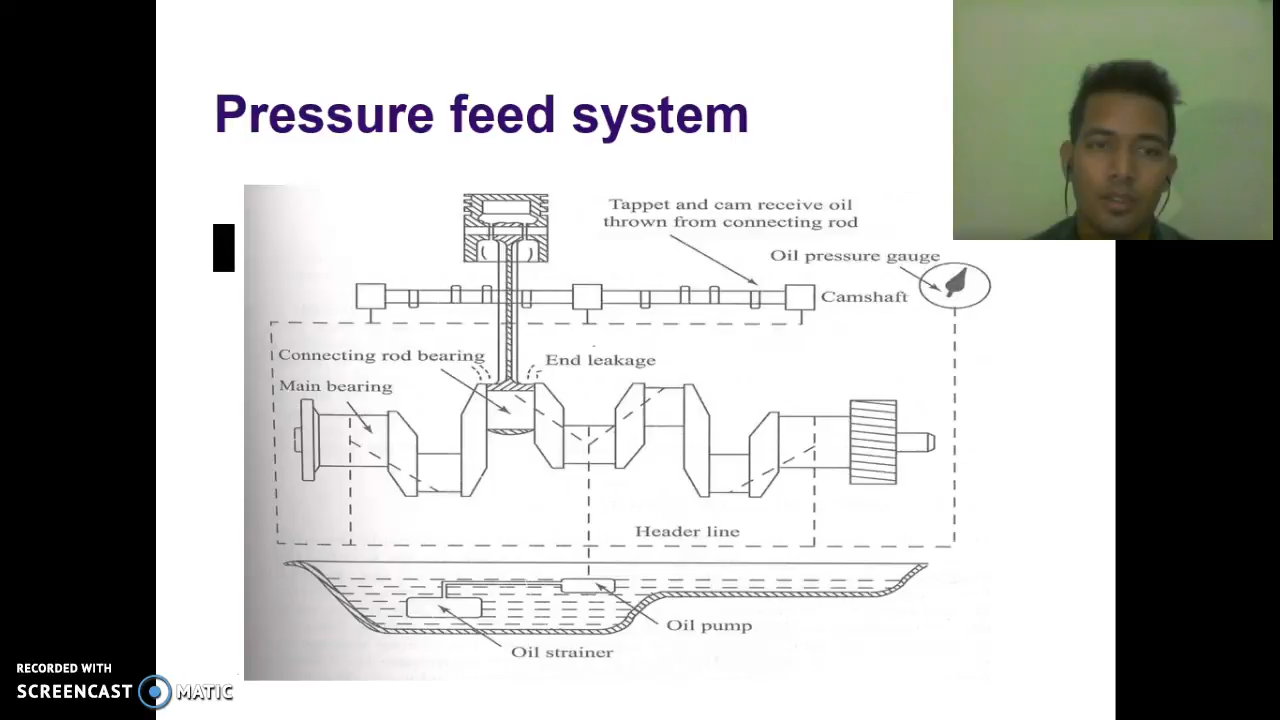 Pressure feed system
Tappet and cam receive oil
thrown from connecting rod
Oil pressure gauge
Camshaft
Connecting rod bearing
End leakage
Main bearing
Header line
Oil pump
Oil strainer
RECORDED WITH
SCREENCAST MATIC